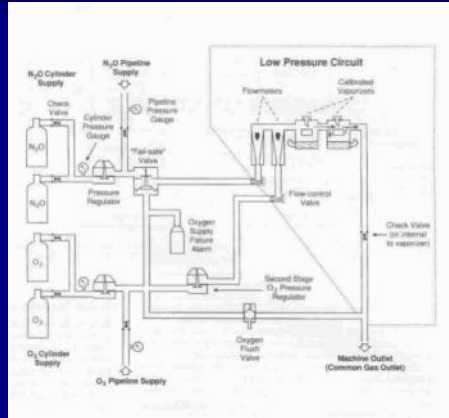 N₂O Pipeline
Supply
Low Pressure Circuit
N₂O Cylinder
Supply
Check
Valve
Cylinder
Pressure
Gauge
Pipeline
Pressure
Gauge
Flowmeters
Calibrated
Vaporizers
"Fail-safe"
Valve
N₂O
N₂O
Pressure
Regulator
Flow-control
Valve
Oxygen
Supply
Failure
Alarm
Check Valve
(or internal
to vaporizer)
O₂
O₂
Second Stage
O₂ Pressure
Regulator
O₂ Cylinder
Supply
Oxygen
Flush
Valve
O₂ Pipeline Supply
Machine Outlet
(Common Gas Outlet)